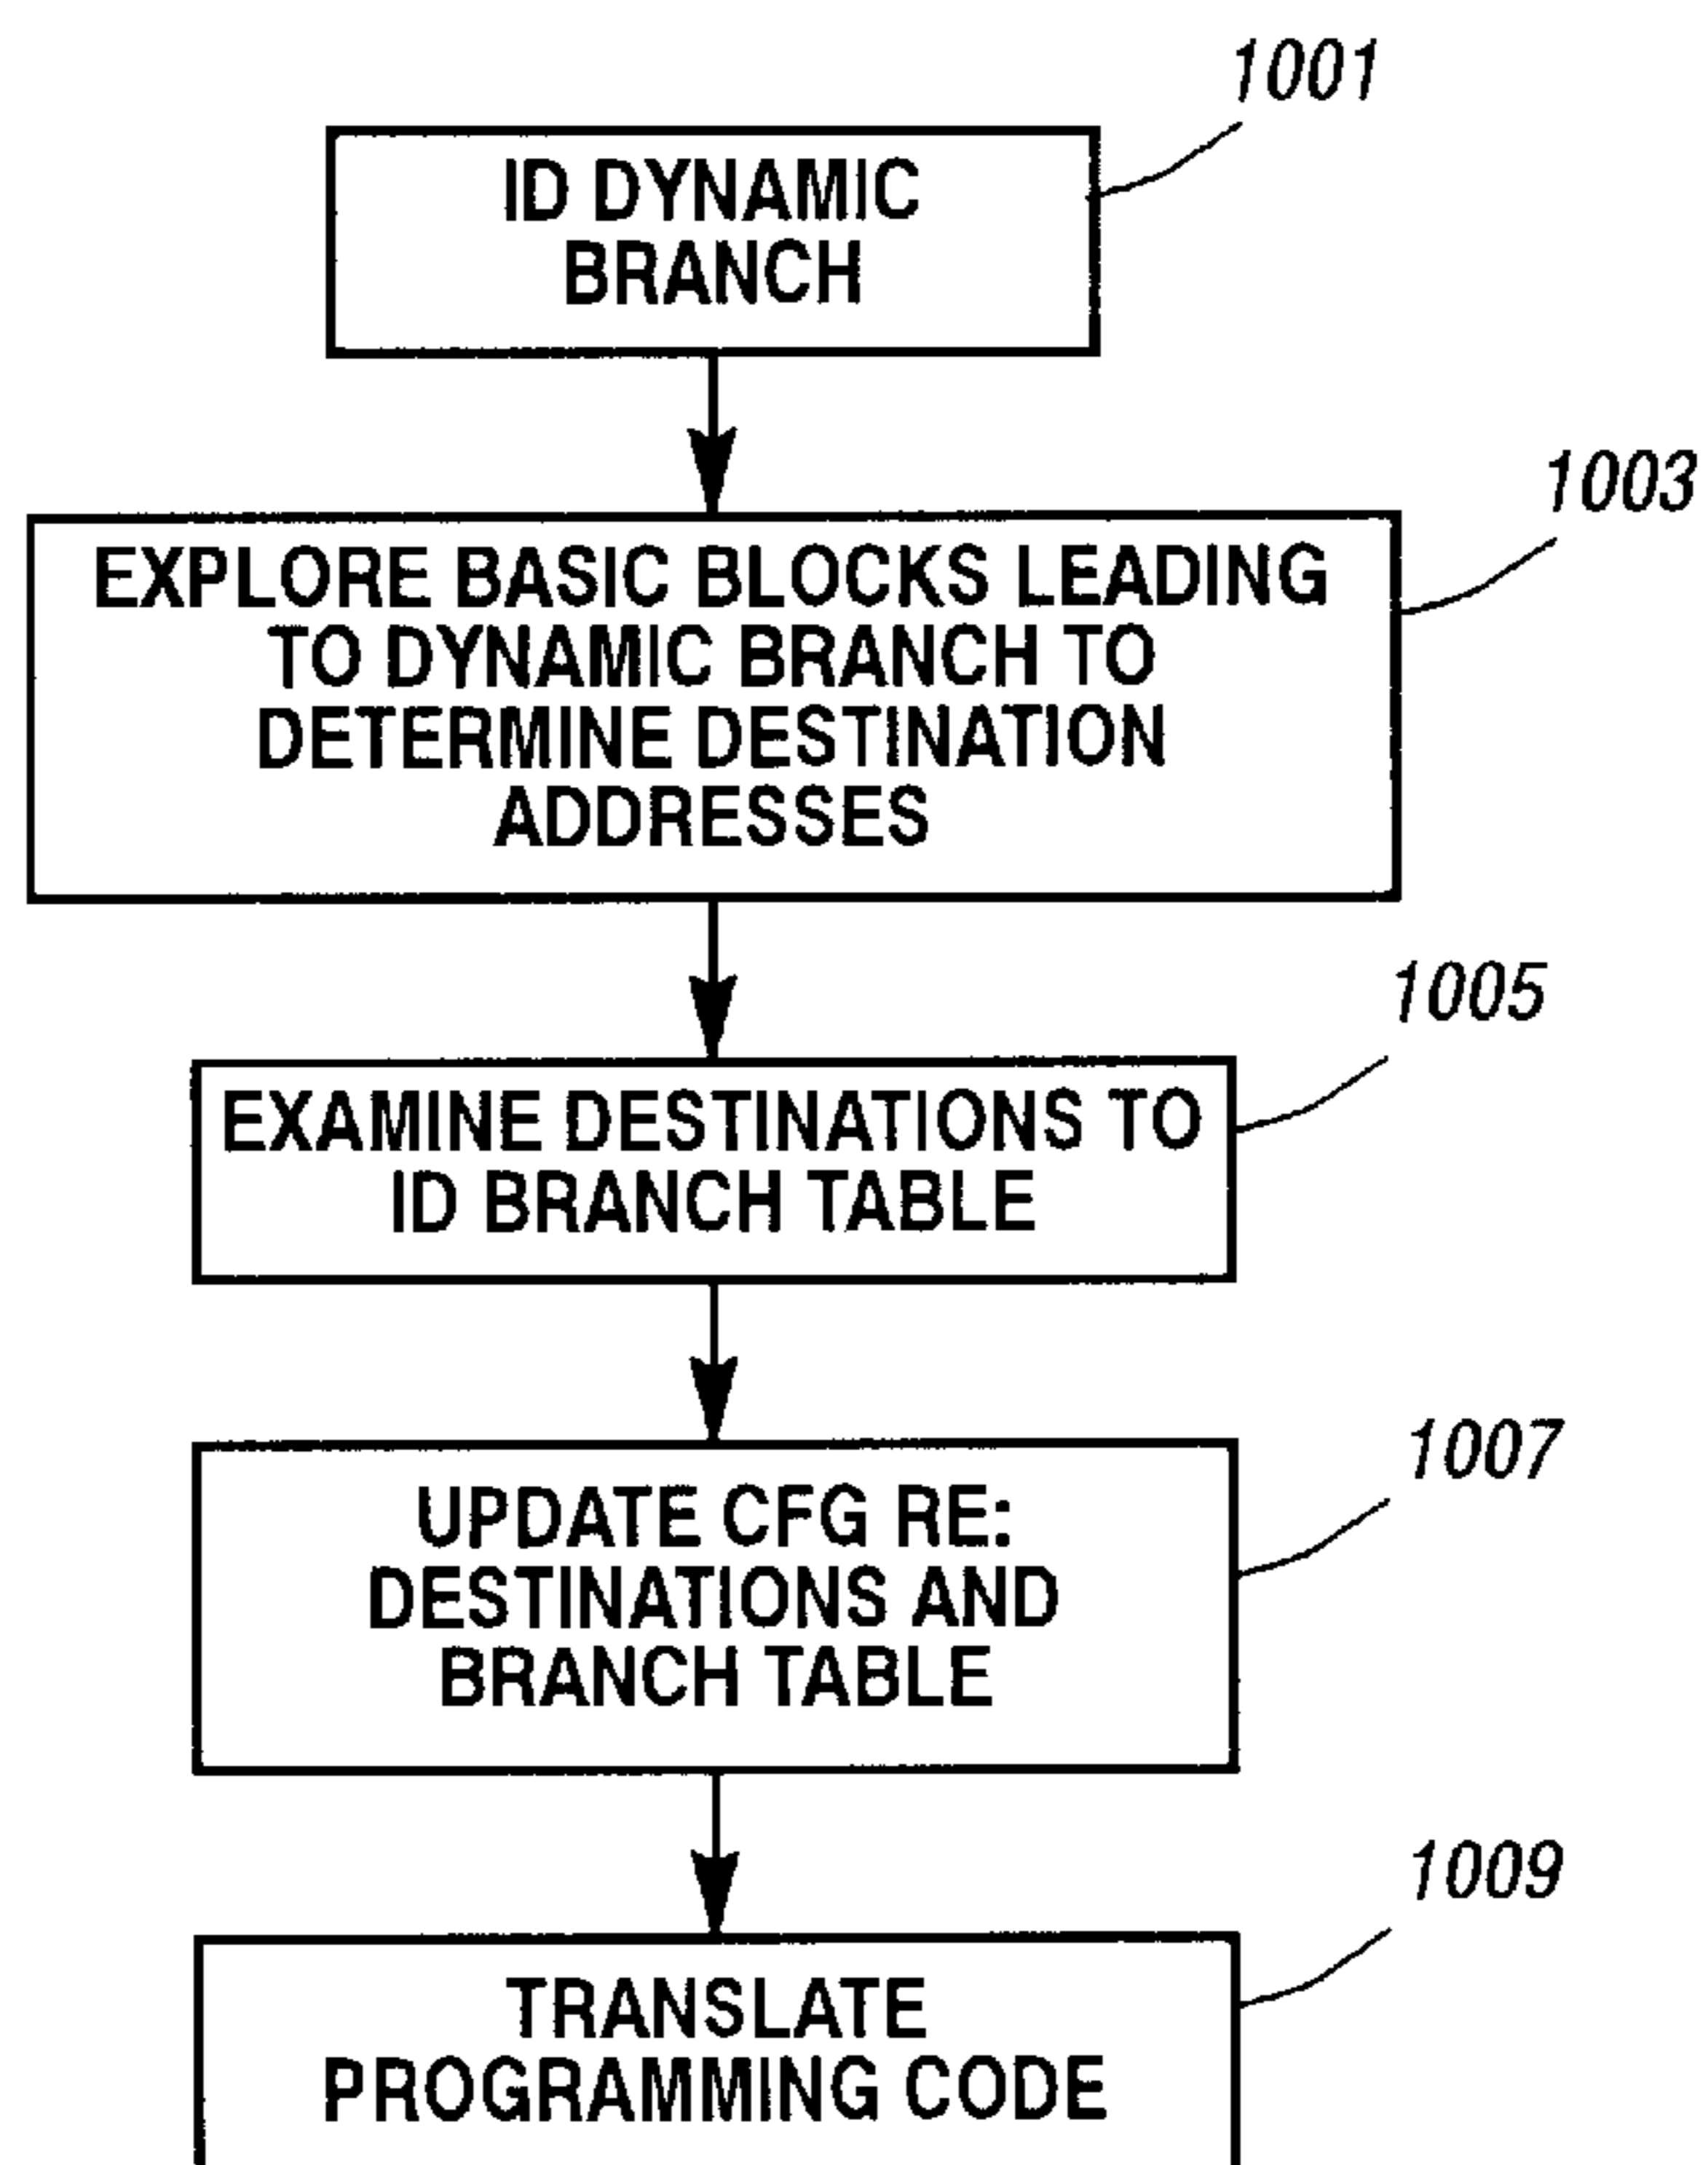 1001
ID DYNAMIC
BRANCH
1003
EXPLORE BASIC BLOCKS LEADING
TO DYNAMIC BRANCH TO
DETERMINE DESTINATION
ADDRESSES
1005
EXAMINE DESTINATIONS TO
ID BRANCH TABLE
1007
UPDATE CFG RE:
DESTINATIONS AND
BRANCH TABLE
1009
TRANSLATE
PROGRAMMING CODE